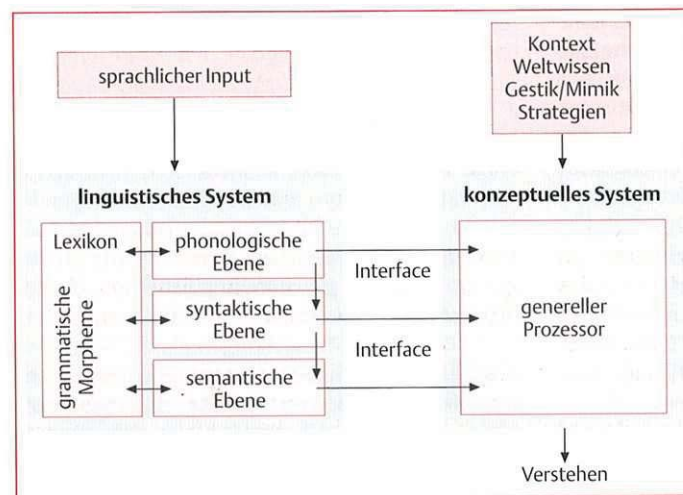 sprachlicher Input
Kontext
Weltwissen
Gestik/Mimik
Strategien
linguistisches System
konzeptuelles System
Lexikon
grammatische
Morpheme
phonologische
Ebene
Interface
syntaktische
Ebene
Interface
semantische
Ebene
genereller
Prozessor
Verstehen